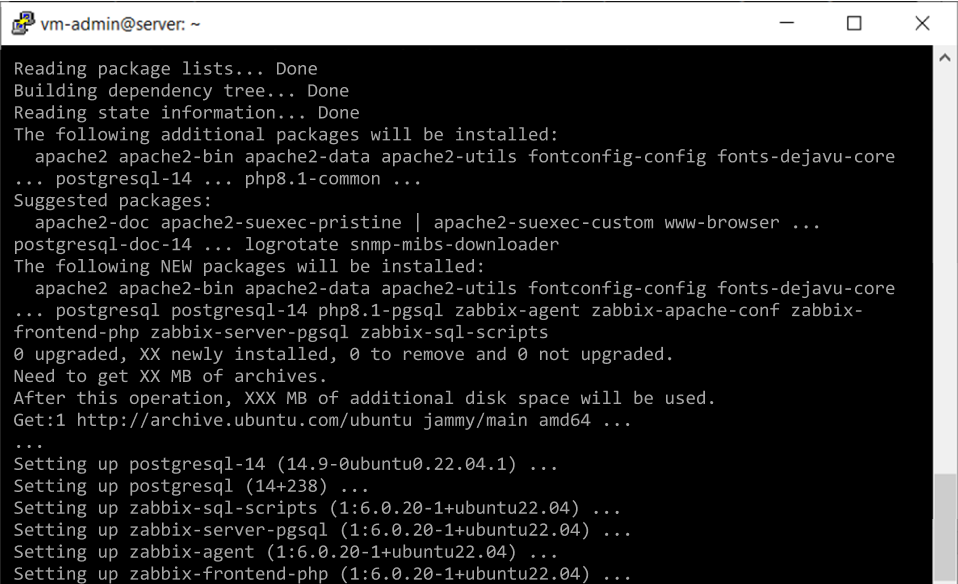 vm-admin@server: ~
Reading package lists... Done
Building dependency tree... Done
Reading state information... Done
The following additional packages will be installed:
  apache2 apache2-bin apache2-data apache2-utils fontconfig-config fonts-dejavu-core
... postgresql-14 ... php8.1-common ...
Suggested packages:
  apache2-doc apache2-suexec-pristine | apache2-suexec-custom www-browser ...
postgresql-doc-14 ... logrotate snmp-mibs-downloader
The following NEW packages will be installed:
  apache2 apache2-bin apache2-data apache2-utils fontconfig-config fonts-dejavu-core
... postgresql postgresql-14 php8.1-pgsql zabbix-agent zabbix-apache-conf zabbix-
frontend-php zabbix-server-pgsql zabbix-sql-scripts
0 upgraded, XX newly installed, 0 to remove and 0 not upgraded.
Need to get XX MB of archives.
After this operation, XXX MB of additional disk space will be used.
Get:1 http://archive.ubuntu.com/ubuntu jammy/main amd64 ...
...
Setting up postgresql-14 (14.9-0ubuntu0.22.04.1) ...
Setting up postgresql (14+238) ...
Setting up zabbix-sql-scripts (1:6.0.20-1+ubuntu22.04) ...
Setting up zabbix-server-pgsql (1:6.0.20-1+ubuntu22.04) ...
Setting up zabbix-agent (1:6.0.20-1+ubuntu22.04) ...
Setting up zabbix-frontend-php (1:6.0.20-1+ubuntu22.04) ...